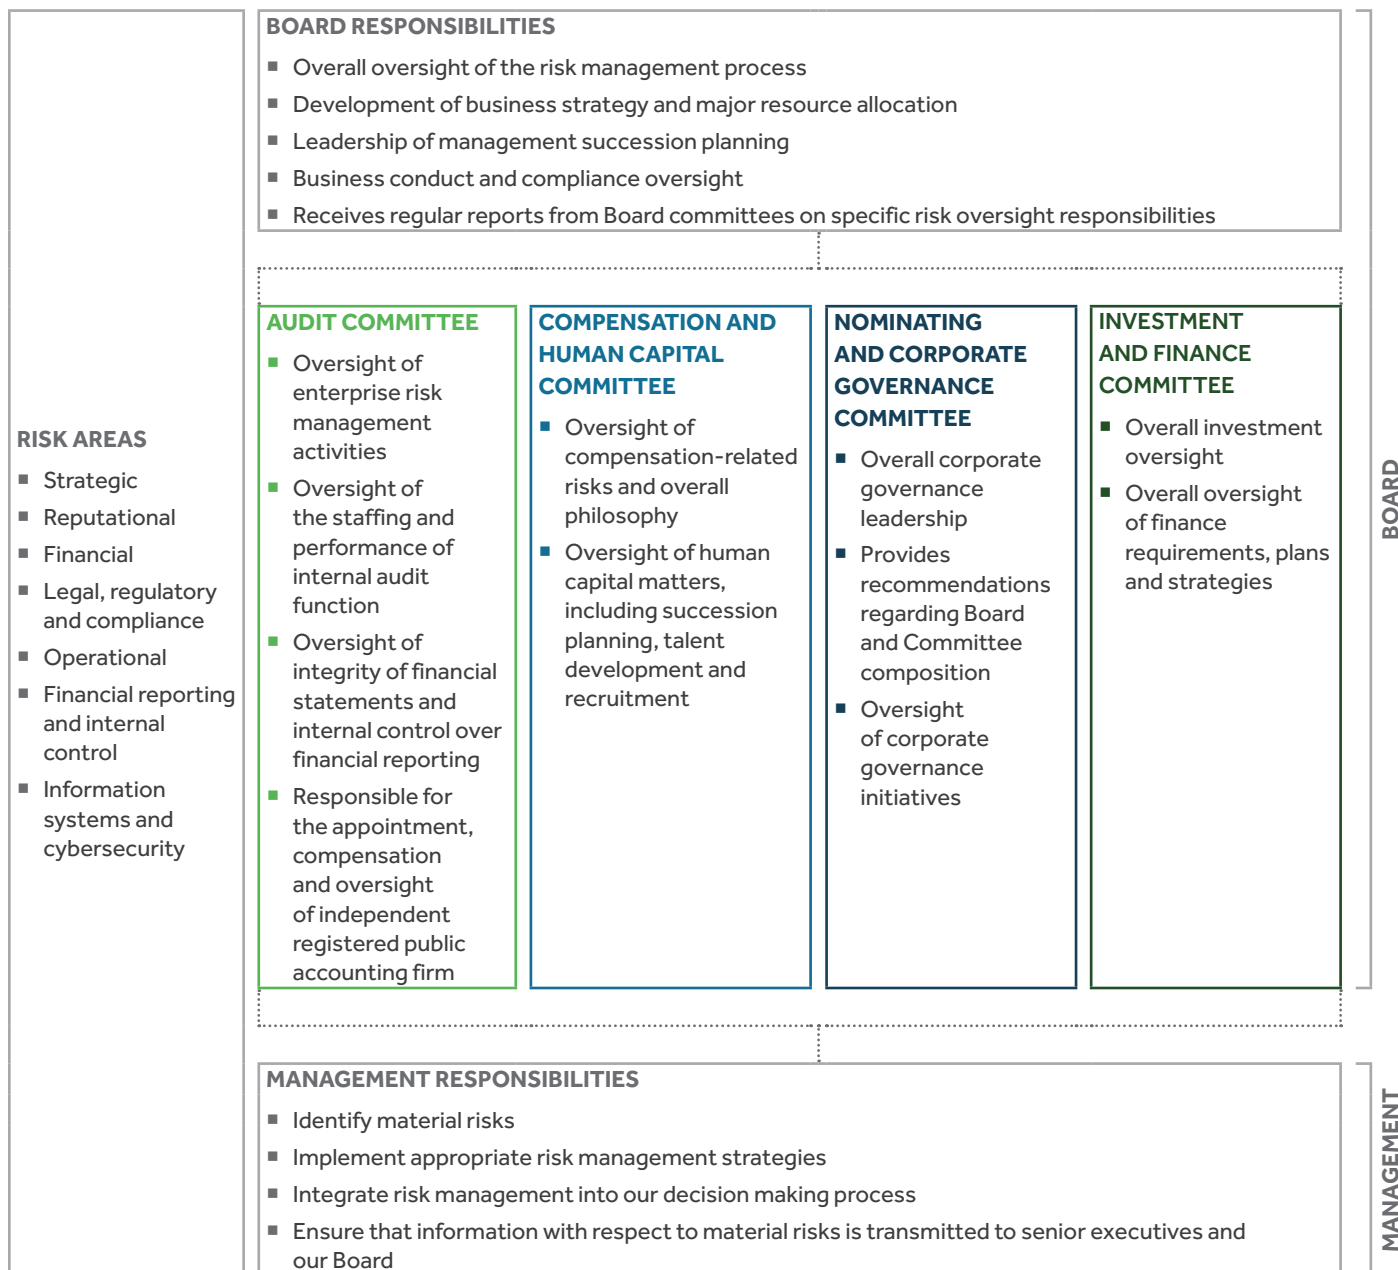 BOARD RESPONSIBILITIES
■ Overall oversight of the risk management process
■ Development of business strategy and major resource allocation
■ Leadership of management succession planning
■ Business conduct and compliance oversight
■ Receives regular reports from Board committees on specific risk oversight responsibilities
RISK AREAS
■ Strategic
■ Reputational
■ Financial
■ Legal, regulatory
and compliance
■ Operational
■ Financial reporting
and internal
control
■ Information
systems and
cybersecurity
AUDIT COMMITTEE
■ Oversight of
enterprise risk
management
activities
■ Oversight of
the staffing and
performance of
internal audit
function
■ Oversight of
integrity of financial
statements and
internal control over
financial reporting
■ Responsible for
the appointment,
compensation
and oversight
of independent
registered public
accounting firm
COMPENSATION AND
HUMAN CAPITAL
COMMITTEE
■ Oversight of
compensation-related
risks and overall
philosophy
■ Oversight of human
capital matters,
including succession
planning, talent
development and
recruitment
NOMINATING
AND CORPORATE
GOVERNANCE
COMMITTEE
■ Overall corporate
governance
leadership
■ Provides
recommendations
regarding Board
and Committee
composition
■ Oversight
of corporate
governance
initiatives
INVESTMENT
AND FINANCE
COMMITTEE
■ Overall investment
oversight
■ Overall oversight
of finance
requirements, plans
and strategies
BOARD
MANAGEMENT RESPONSIBILITIES
■ Identify material risks
■ Implement appropriate risk management strategies
■ Integrate risk management into our decision making process
■ Ensure that information with respect to material risks is transmitted to senior executives and
our Board
MANAGEMENT